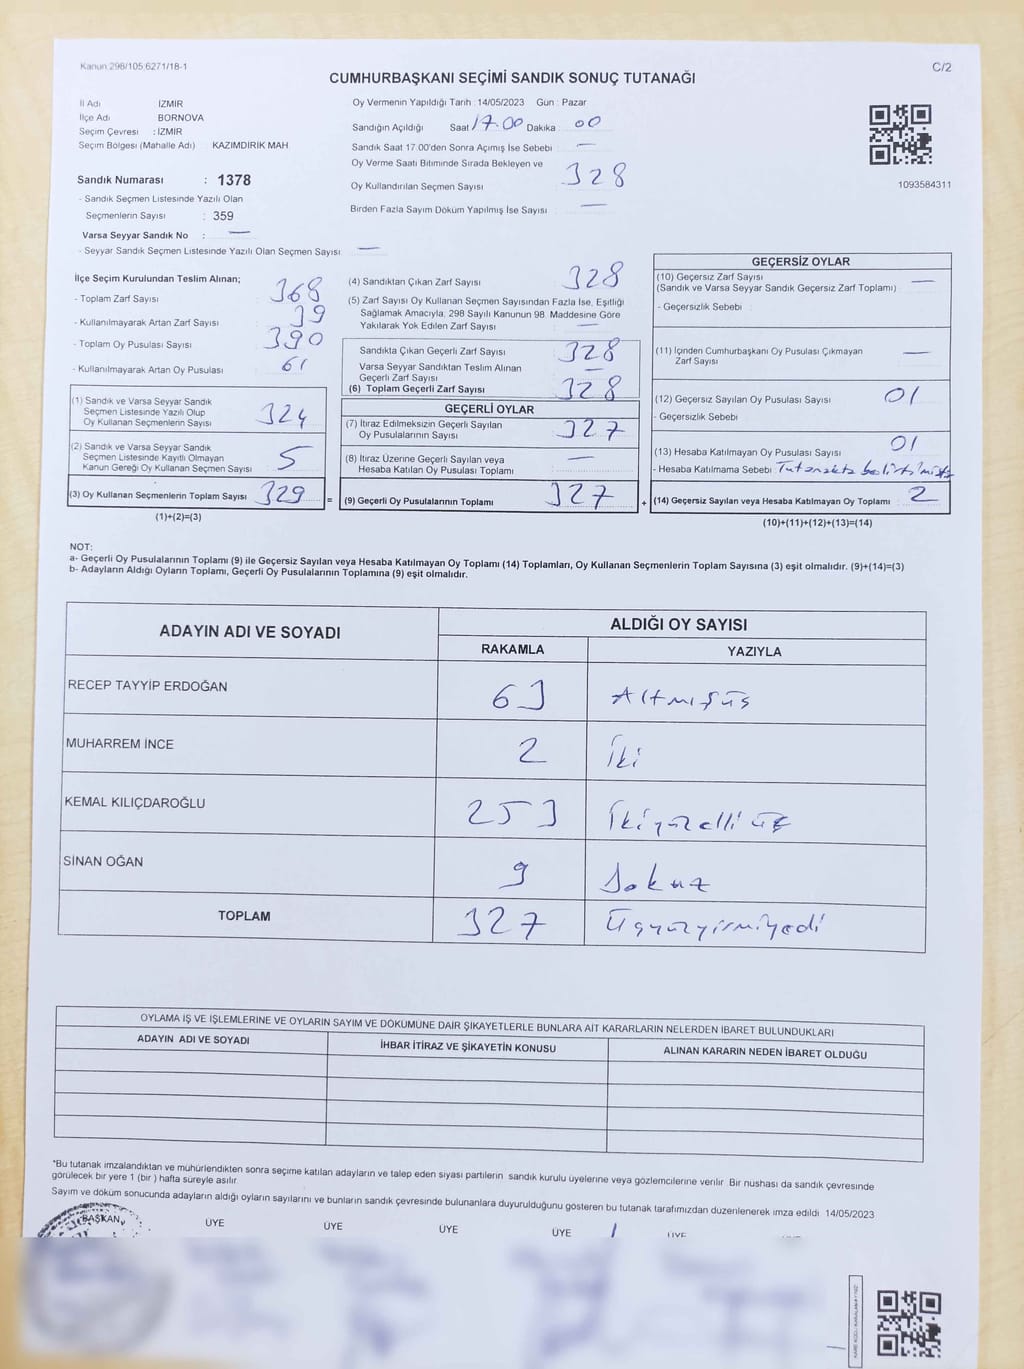 Kanun:298/105;6271/18-1
C/2
CUMHURBAŞKANI SEÇİMİ SANDIK SONUÇ TUTANAĞI
İl Adı İZMİR
İlçe Adı BORNOVA
Seçim Çevresi : İZMİR
Seçim Bölgesi (Mahalle Adı) : KAZIMDİRİK MAH.
Sandık Numarası : 1378
- Sandık Seçmen Listesinde Yazılı Olan
Seçmenlerin Sayısı : 359
Varsa Seyyar Sandık No : —
- Seyyar Sandık Seçmen Listesinde Yazılı Olan Seçmen Sayısı —
Oy Vermenin Yapıldığı Tarih : 14/05/2023 Gün : Pazar
Sandığın Açıldığı Saat 17.00 Dakika 00
Sandık Saat 17.00'den Sonra Açımış İse Sebebi : —
Oy Verme Saati Bitiminde Sırada Bekleyen ve
Oy Kullandırılan Seçmen Sayısı 328
Birden Fazla Sayım Döküm Yapılmış İse Sayısı —
1093584311
İlçe Seçim Kurulundan Teslim Alınan;
- Toplam Zarf Sayısı 368
- Kullanılmayarak Artan Zarf Sayısı 39
- Toplam Oy Pusulası Sayısı 390
- Kullanılmayarak Artan Oy Pusulası 61
(1) Sandık ve Varsa Seyyar Sandık
Seçmen Listesinde Yazılı Olup
Oy Kullanan Seçmenlerin Sayısı 324
(2) Sandık ve Varsa Seyyar Sandık
Seçmen Listesinde Kayıtlı Olmayan
Kanun Gereği Oy Kullanan Seçmen Sayısı 5
(3) Oy Kullanan Seçmenlerin Toplam Sayısı 329
(1)+(2)=(3)
=
(4) Sandıktan Çıkan Zarf Sayısı 328
(5) Zarf Sayısı Oy Kullanan Seçmen Sayısından Fazla İse, Eşitliği
Sağlamak Amacıyla; 298 Sayılı Kanunun 98. Maddesine Göre
Yakılarak Yok Edilen Zarf Sayısı —
Sandıkta Çıkan Geçerli Zarf Sayısı 328
Varsa Seyyar Sandıktan Teslim Alınan
Geçerli Zarf Sayısı —
(6) Toplam Geçerli Zarf Sayısı 328
GEÇERLİ OYLAR
(7) İtiraz Edilmeksizin Geçerli Sayılan
Oy Pusulalarının Sayısı 327
(8) İtiraz Üzerine Geçerli Sayılan veya
Hesaba Katılan Oy Pusulası Toplamı —
(9) Geçerli Oy Pusulalarının Toplamı 327
+
GEÇERSİZ OYLAR
(10) Geçersiz Zarf Sayısı
(Sandık ve Varsa Seyyar Sandık Geçersiz Zarf Toplamı) —
- Geçersizlik Sebebi :
(11) İçinden Cumhurbaşkanı Oy Pusulası Çıkmayan
Zarf Sayısı —
(12) Geçersiz Sayılan Oy Pusulası Sayısı 01
- Geçersizlik Sebebi
(13) Hesaba Katılmayan Oy Pusulası Sayısı 01
- Hesaba Katılmama Sebebi Tutanakta belirtilmiştir
(14) Geçersiz Sayılan veya Hesaba Katılmayan Oy Toplamı 2
(10)+(11)+(12)+(13)=(14)
NOT:
a- Geçerli Oy Pusulalarının Toplamı (9) ile Geçersiz Sayılan veya Hesaba Katılmayan Oy Toplamı (14) Toplamları, Oy Kullanan Seçmenlerin Toplam Sayısına (3) eşit olmalıdır. (9)+(14)=(3)
b- Adayların Aldığı Oyların Toplamı, Geçerli Oy Pusulalarının Toplamına (9) eşit olmalıdır.
ADAYIN ADI VE SOYADI ALDIĞI OY SAYISI
RAKAMLA YAZIYLA
RECEP TAYYİP ERDOĞAN 63 Altmışüç
MUHARREM İNCE 2 İki
KEMAL KILIÇDAROĞLU 253 İkiyüzelli üç
SİNAN OĞAN 9 Dokuz
TOPLAM 327 Üçyüzyirmiyedi
OYLAMA İŞ VE İŞLEMLERİNE VE OYLARIN SAYIM VE DÖKÜMÜNE DAİR ŞİKAYETLERLE BUNLARA AİT KARARLARIN NELERDEN İBARET BULUNDUKLARI
ADAYIN ADI VE SOYADI İHBAR İTİRAZ VE ŞİKAYETİN KONUSU ALINAN KARARIN NEDEN İBARET OLDUĞU
*Bu tutanak imzalandıktan ve mühürlendikten sonra seçime katılan adayların ve talep eden siyasi partilerin sandık kurulu üyelerine veya gözlemcilerine verilir. Bir nüshası da sandık çevresinde
görülecek bir yere 1 (bir ) hafta süreyle asılır.
Sayım ve döküm sonucunda adayların aldığı oyların sayılarını ve bunların sandık çevresinde bulunanlara duyurulduğunu gösteren bu tutanak tarafımızdan düzenlenerek imza edildi. 14/05/2023
BAŞKAN ÜYE ÜYE ÜYE ÜYE ÜYE